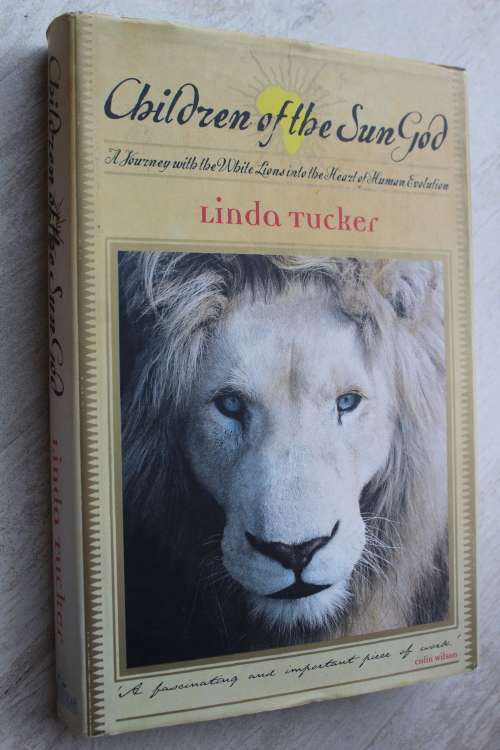 Children of the Sun God
A Journey with the White Lions into the Heart of Human Evolution
Linda Tucker
'A fascinating and important piece of work.'
colin wilson
Children of the Sun God
Linda Tucker